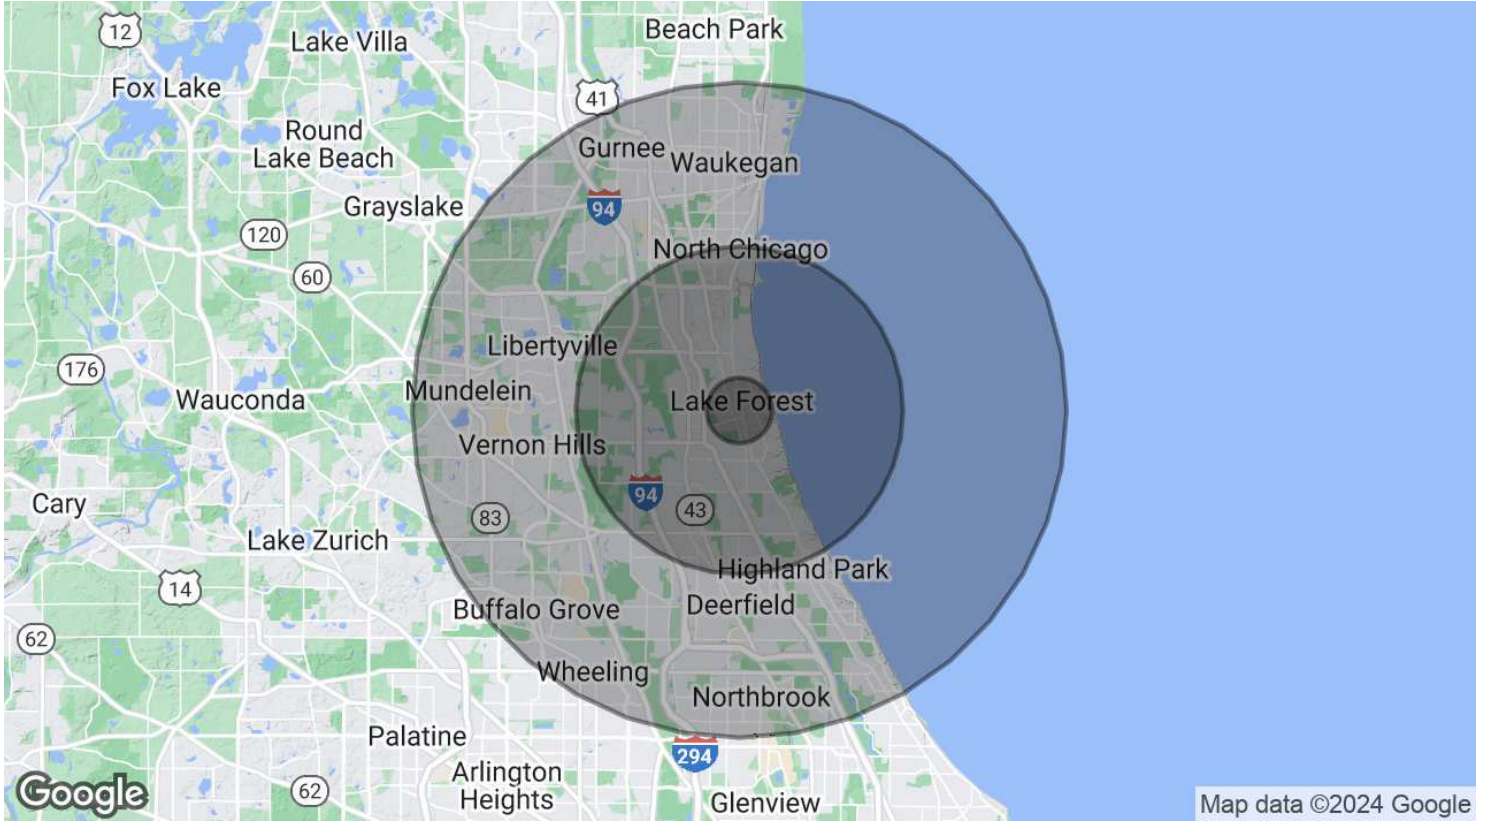 12
Lake Villa
Beach Park
Fox Lake
41
Round
Lake Beach
Gurnee
Waukegan
Grayslake
94
120
North Chicago
60
Libertyville
176
Mundelein
Wauconda
Lake Forest
Vernon Hills
94
Cary
43
83
Lake Zurich
Highland Park
14
Deerfield
Buffalo Grove
62
Wheeling
Northbrook
Palatine
294
Arlington
Heights
62
Google
Glenview
Map data ©2024 Google